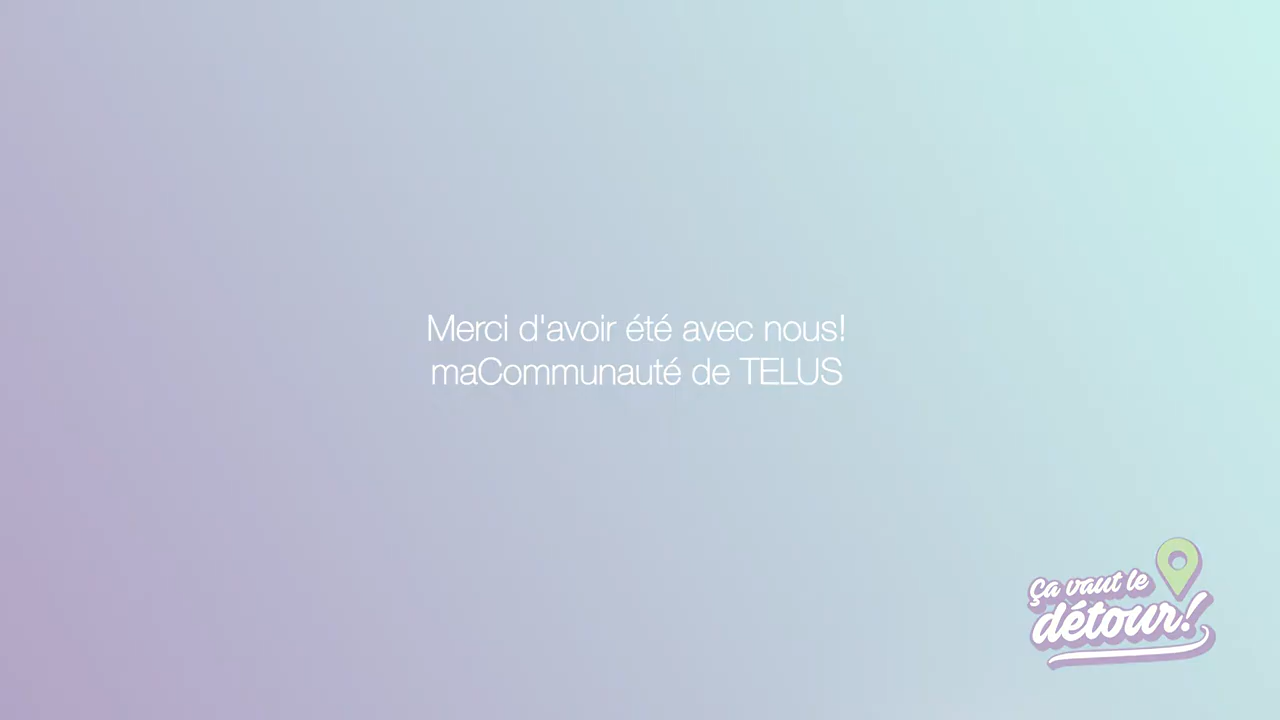 Merci d'avoir été avec nous!
maCommunauté de TELUS
Ça vaut le
détour!